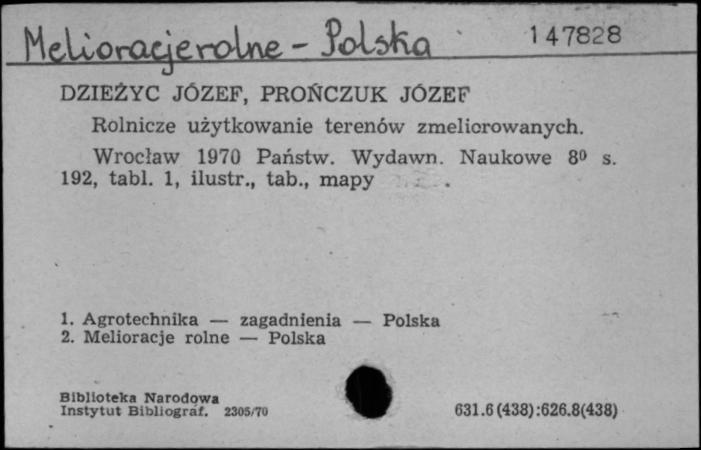 Melioracje rolne - Polska 147828
DZIEŻYC JÓZEF, PROŃCZUK JÓZEF
Rolnicze użytkowanie terenów zmeliorowanych.
Wrocław 1970 Państw. Wydawn. Naukowe 8⁰ s.
192, tabl. 1, ilustr., tab., mapy
1. Agrotechnika — zagadnienia — Polska
2. Melioracje rolne — Polska
Biblioteka Narodowa
Instytut Bibliograf. 2305/70
631.6(438):626.8(438)